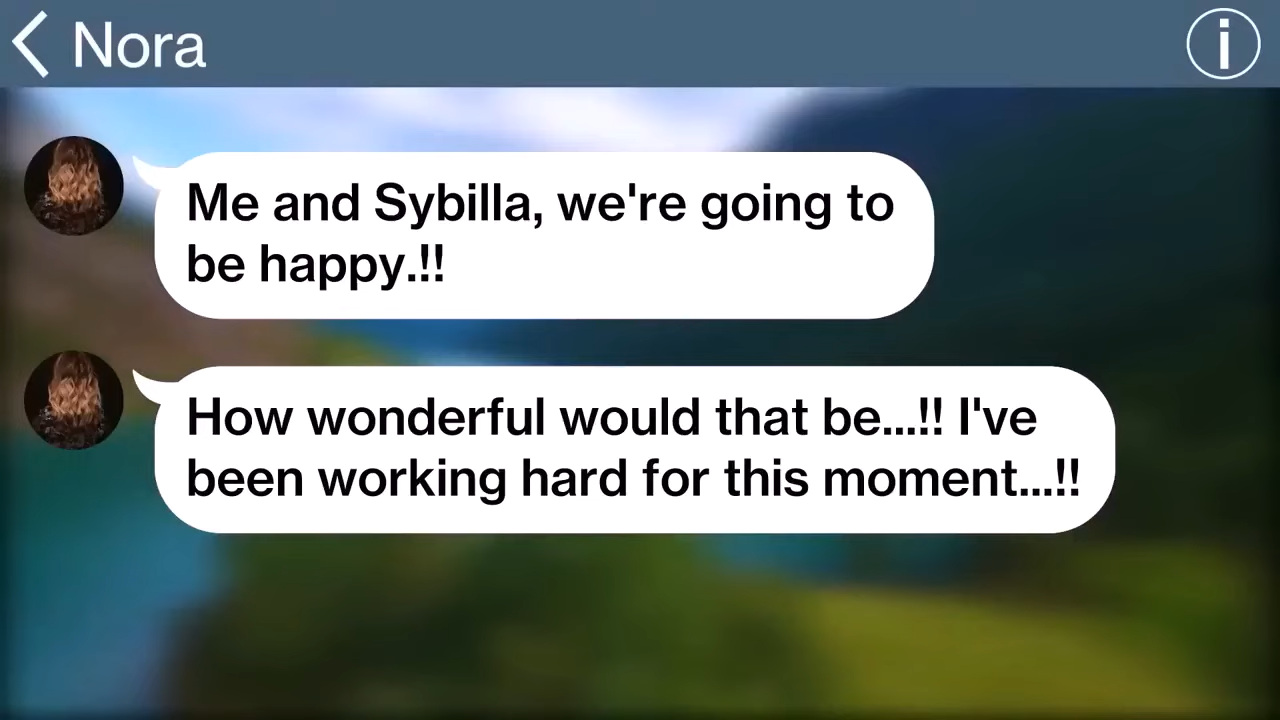 Nora
Me and Sybilla, we're going to
be happy.!!
How wonderful would that be...!! I've
been working hard for this moment...!!